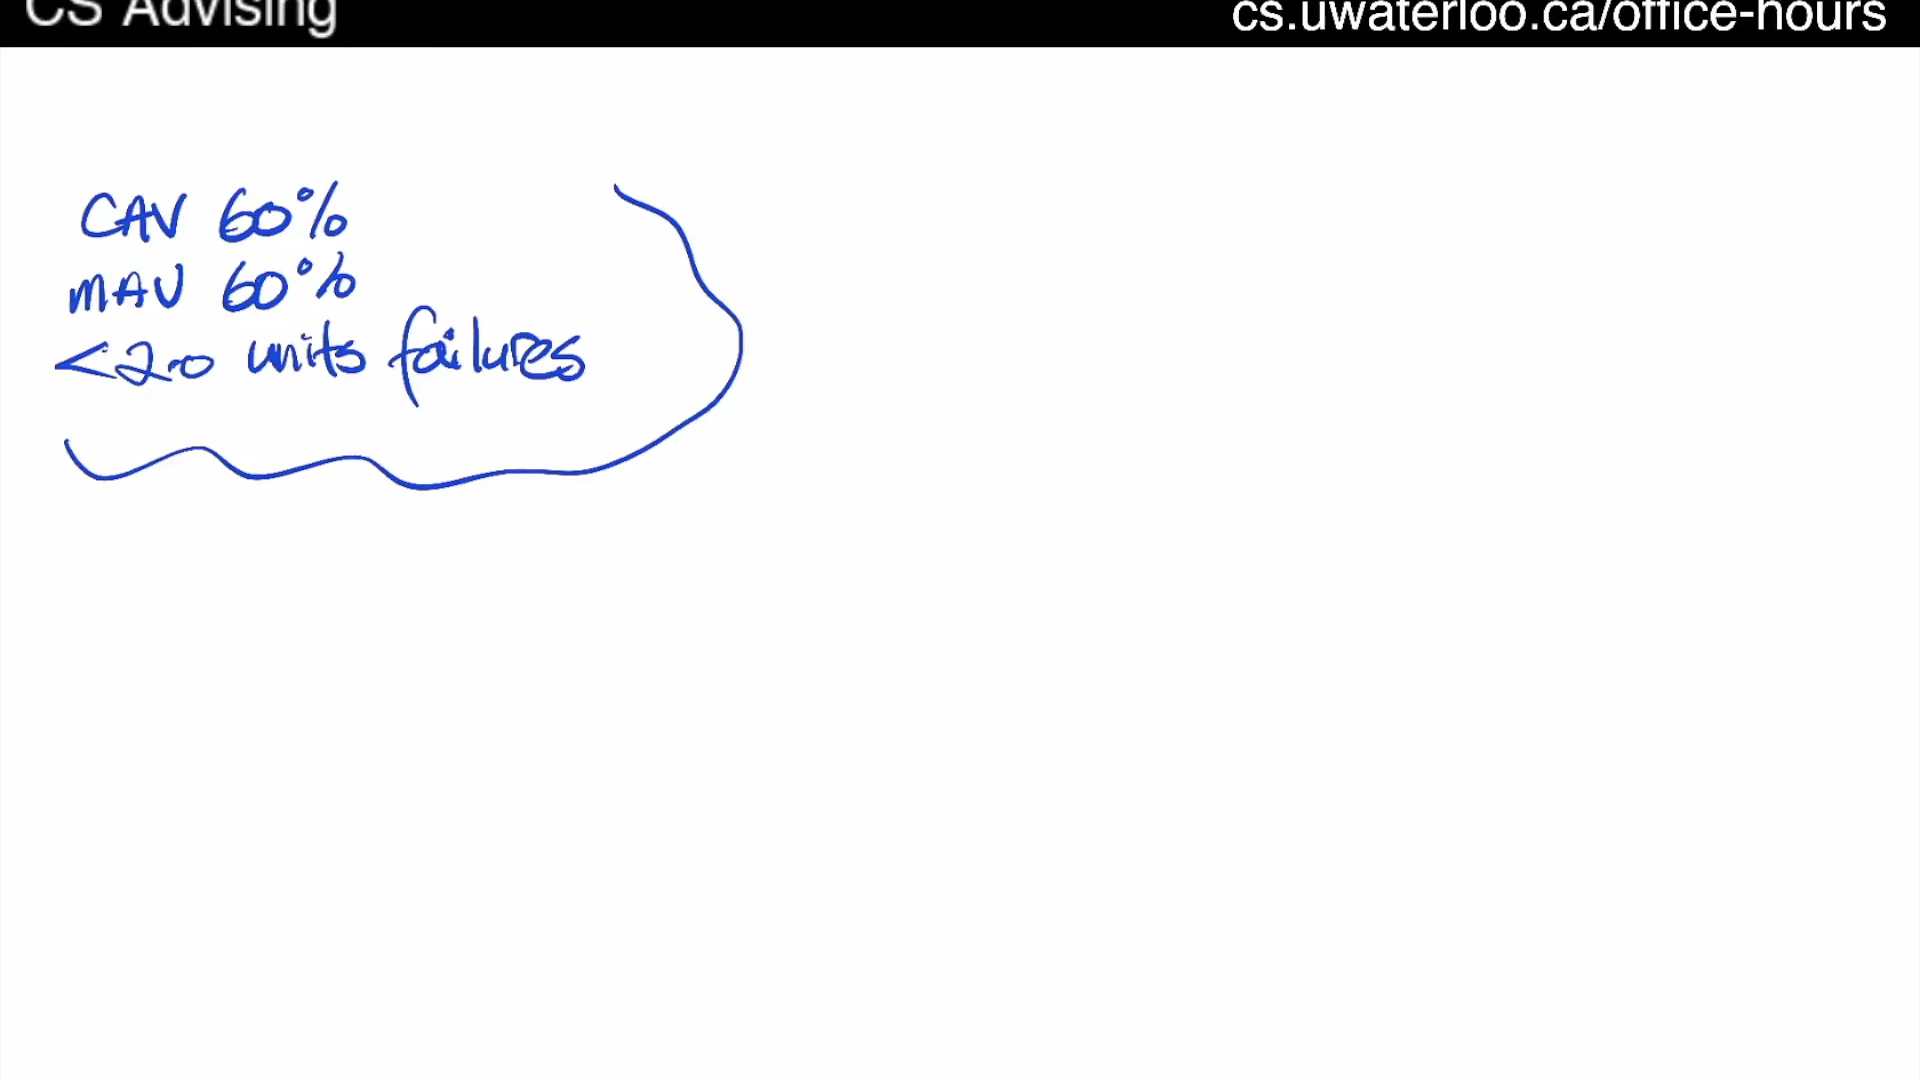 CS Advising
cs.uwaterloo.ca/office-hours
CAV 60%
MAV 60%
<2.0 units failures